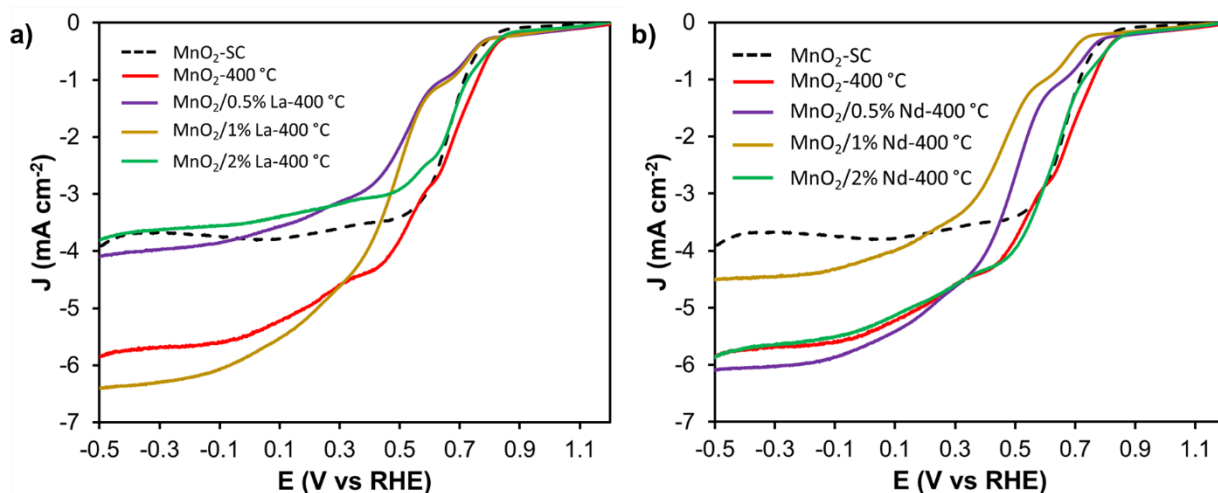 a)
0
-1
-2
-3
-4
-5
-6
-7
J (mA cm⁻²)
MnO₂-SC
MnO₂-400 °C
MnO₂/0.5% La-400 °C
MnO₂/1% La-400 °C
MnO₂/2% La-400 °C
-0.5 -0.3 -0.1 0.1 0.3 0.5 0.7 0.9 1.1
E (V vs RHE)
b)
0
-1
-2
-3
-4
-5
-6
-7
J (mA cm⁻²)
MnO₂-SC
MnO₂-400 °C
MnO₂/0.5% Nd-400 °C
MnO₂/1% Nd-400 °C
MnO₂/2% Nd-400 °C
-0.5 -0.3 -0.1 0.1 0.3 0.5 0.7 0.9 1.1
E (V vs RHE)